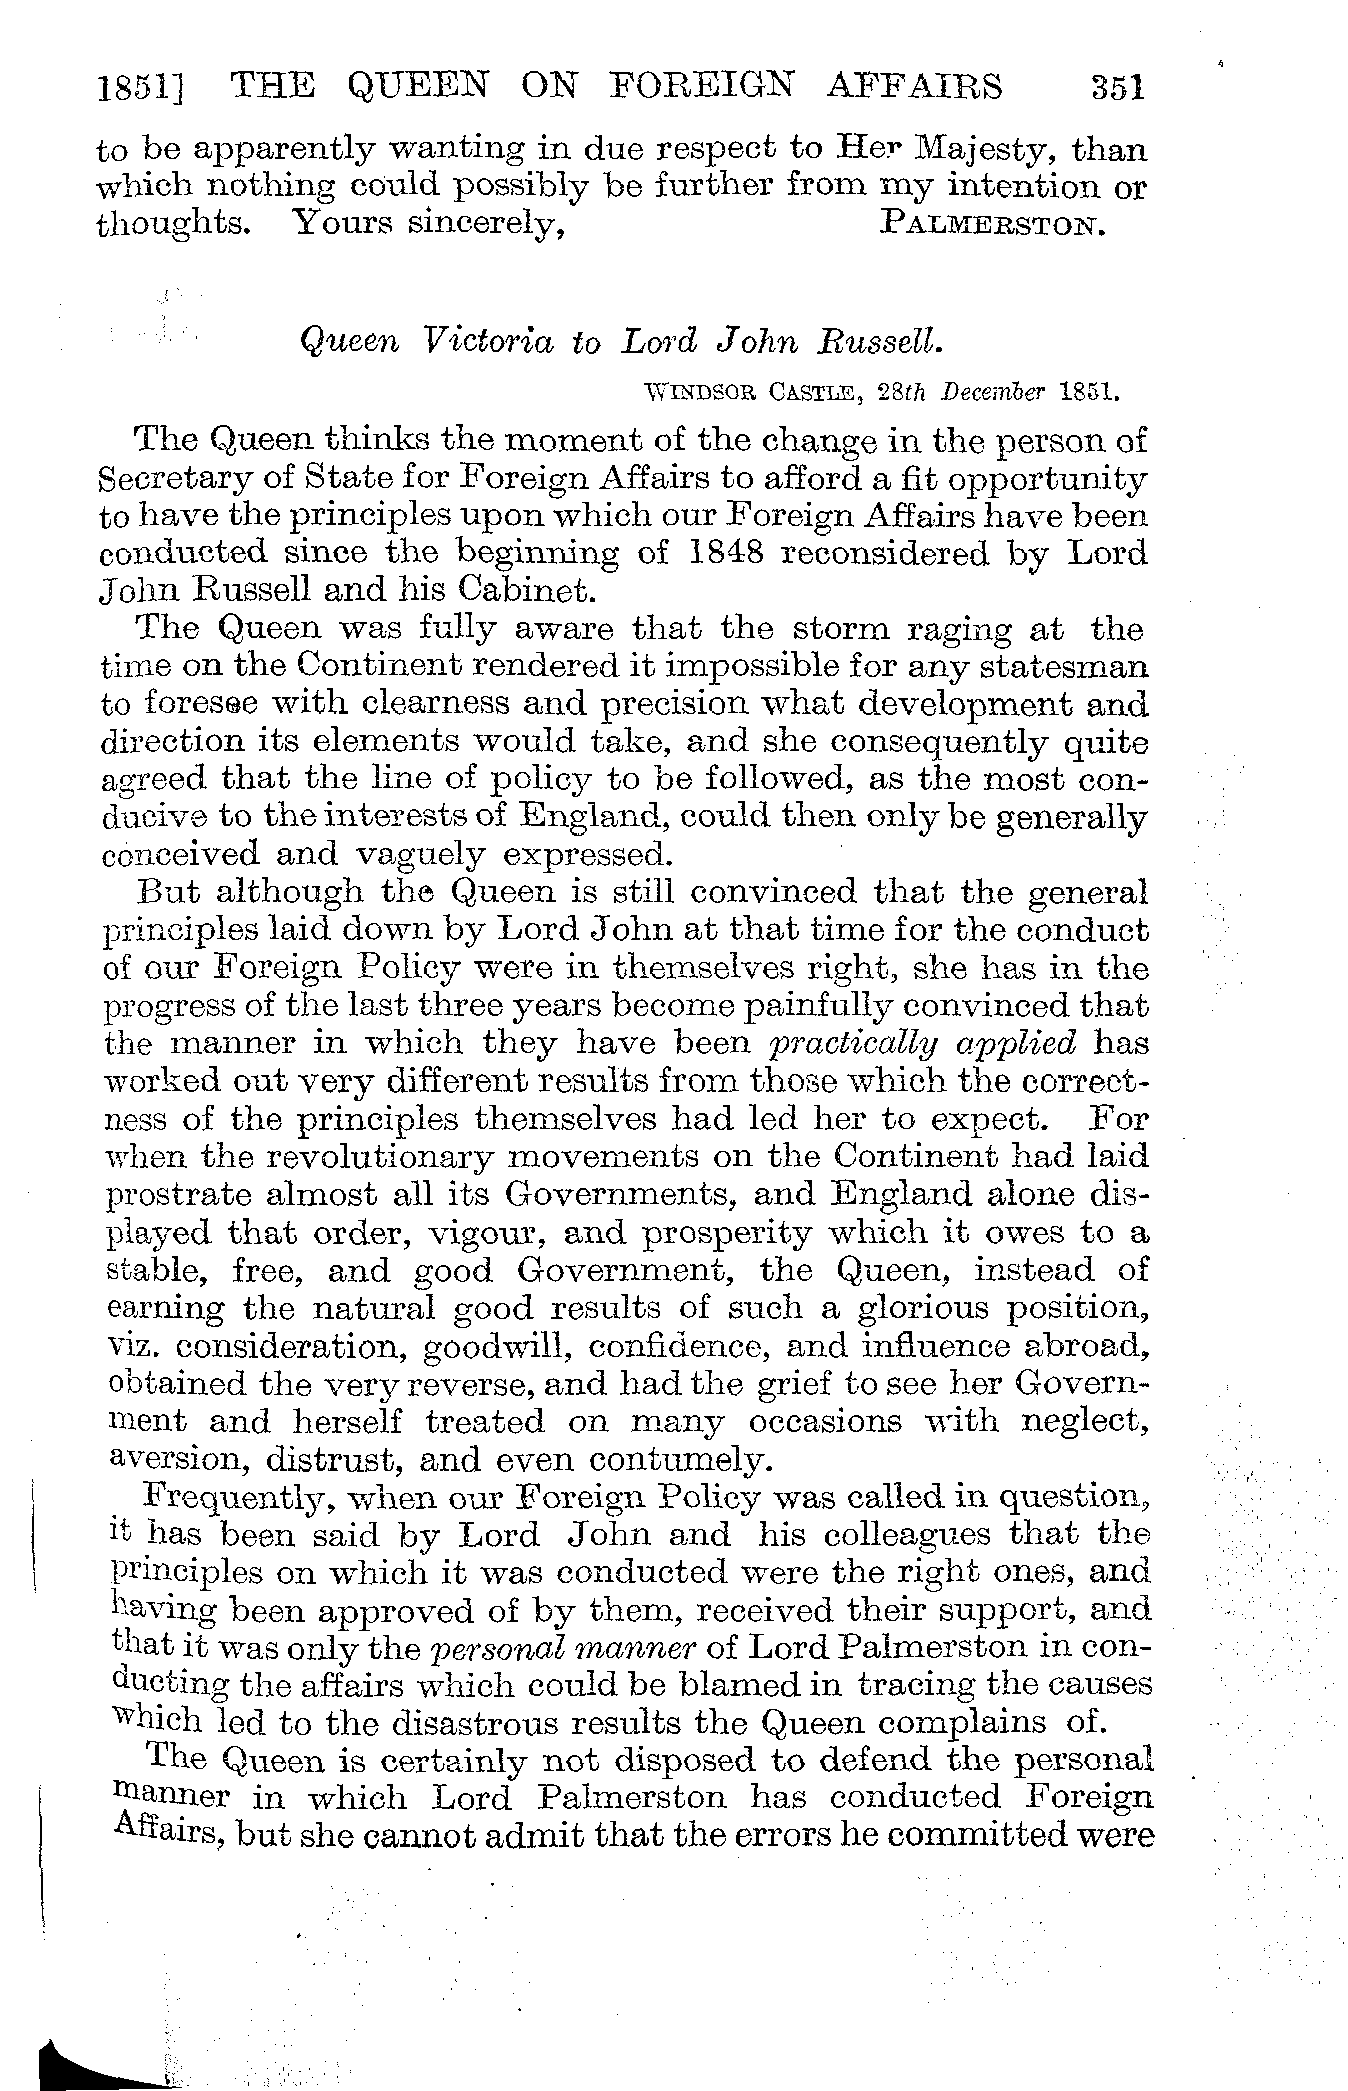 1851] THE QUEEN ON FOREIGN AFFAIRS 351
to be apparently wanting in due respect to Her Majesty, than
which nothing could possibly be further from my intention or
thoughts. Yours sincerely, PALMERSTON.
Queen Victoria to Lord John Russell.
WINDSOR CASTLE, 28th December 1851.
The Queen thinks the moment of the change in the person of
Secretary of State for Foreign Affairs to afford a fit opportunity
to have the principles upon which our Foreign Affairs have been
conducted since the beginning of 1848 reconsidered by Lord
John Russell and his Cabinet.
The Queen was fully aware that the storm raging at the
time on the Continent rendered it impossible for any statesman
to foresee with clearness and precision what development and
direction its elements would take, and she consequently quite
agreed that the line of policy to be followed, as the most con-
ducive to the interests of England, could then only be generally
conceived and vaguely expressed.
But although the Queen is still convinced that the general
principles laid down by Lord John at that time for the conduct
of our Foreign Policy were in themselves right, she has in the
progress of the last three years become painfully convinced that
the manner in which they have been practically applied has
worked out very different results from those which the correct-
ness of the principles themselves had led her to expect. For
when the revolutionary movements on the Continent had laid
prostrate almost all its Governments, and England alone dis-
played that order, vigour, and prosperity which it owes to a
stable, free, and good Government, the Queen, instead of
earning the natural good results of such a glorious position,
viz. consideration, goodwill, confidence, and influence abroad,
obtained the very reverse, and had the grief to see her Govern-
ment and herself treated on many occasions with neglect,
aversion, distrust, and even contumely.
Frequently, when our Foreign Policy was called in question,
it has been said by Lord John and his colleagues that the
principles on which it was conducted were the right ones, and
having been approved of by them, received their support, and
that it was only the personal manner of Lord Palmerston in con-
ducting the affairs which could be blamed in tracing the causes
which led to the disastrous results the Queen complains of.
The Queen is certainly not disposed to defend the personal
manner in which Lord Palmerston has conducted Foreign
Affairs, but she cannot admit that the errors he committed were